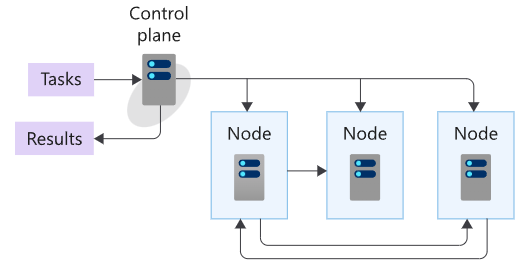 Control
plane
Tasks
Results
Node
Node
Node